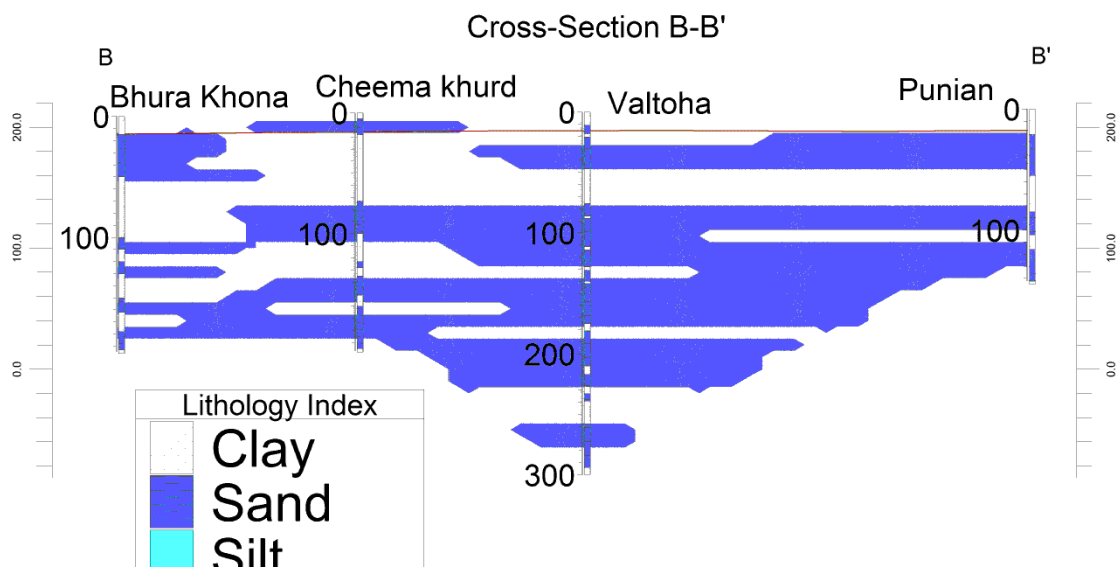 Cross-Section B-B'
B
B'
Bhura Khona
Cheema khurd
Valtoha
Punian
0
0
0
0
200.0
200.0
100
100
100
100
100.0
100.0
200
0.0
0.0
300
Lithology Index
Clay
Sand
Silt